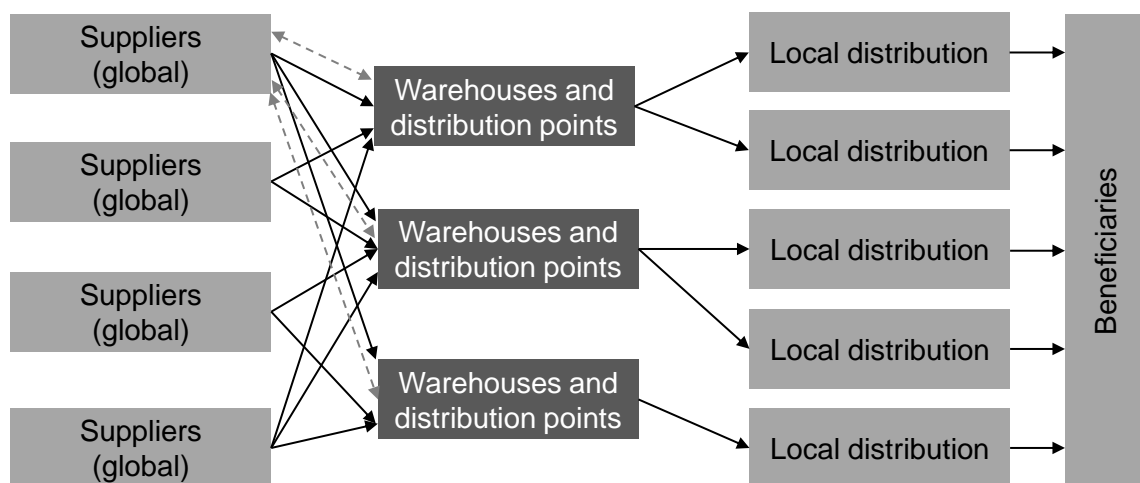 Suppliers
(global)
Suppliers
(global)
Suppliers
(global)
Suppliers
(global)
Warehouses and
distribution points
Warehouses and
distribution points
Warehouses and
distribution points
Local distribution
Local distribution
Local distribution
Local distribution
Local distribution
Beneficiaries